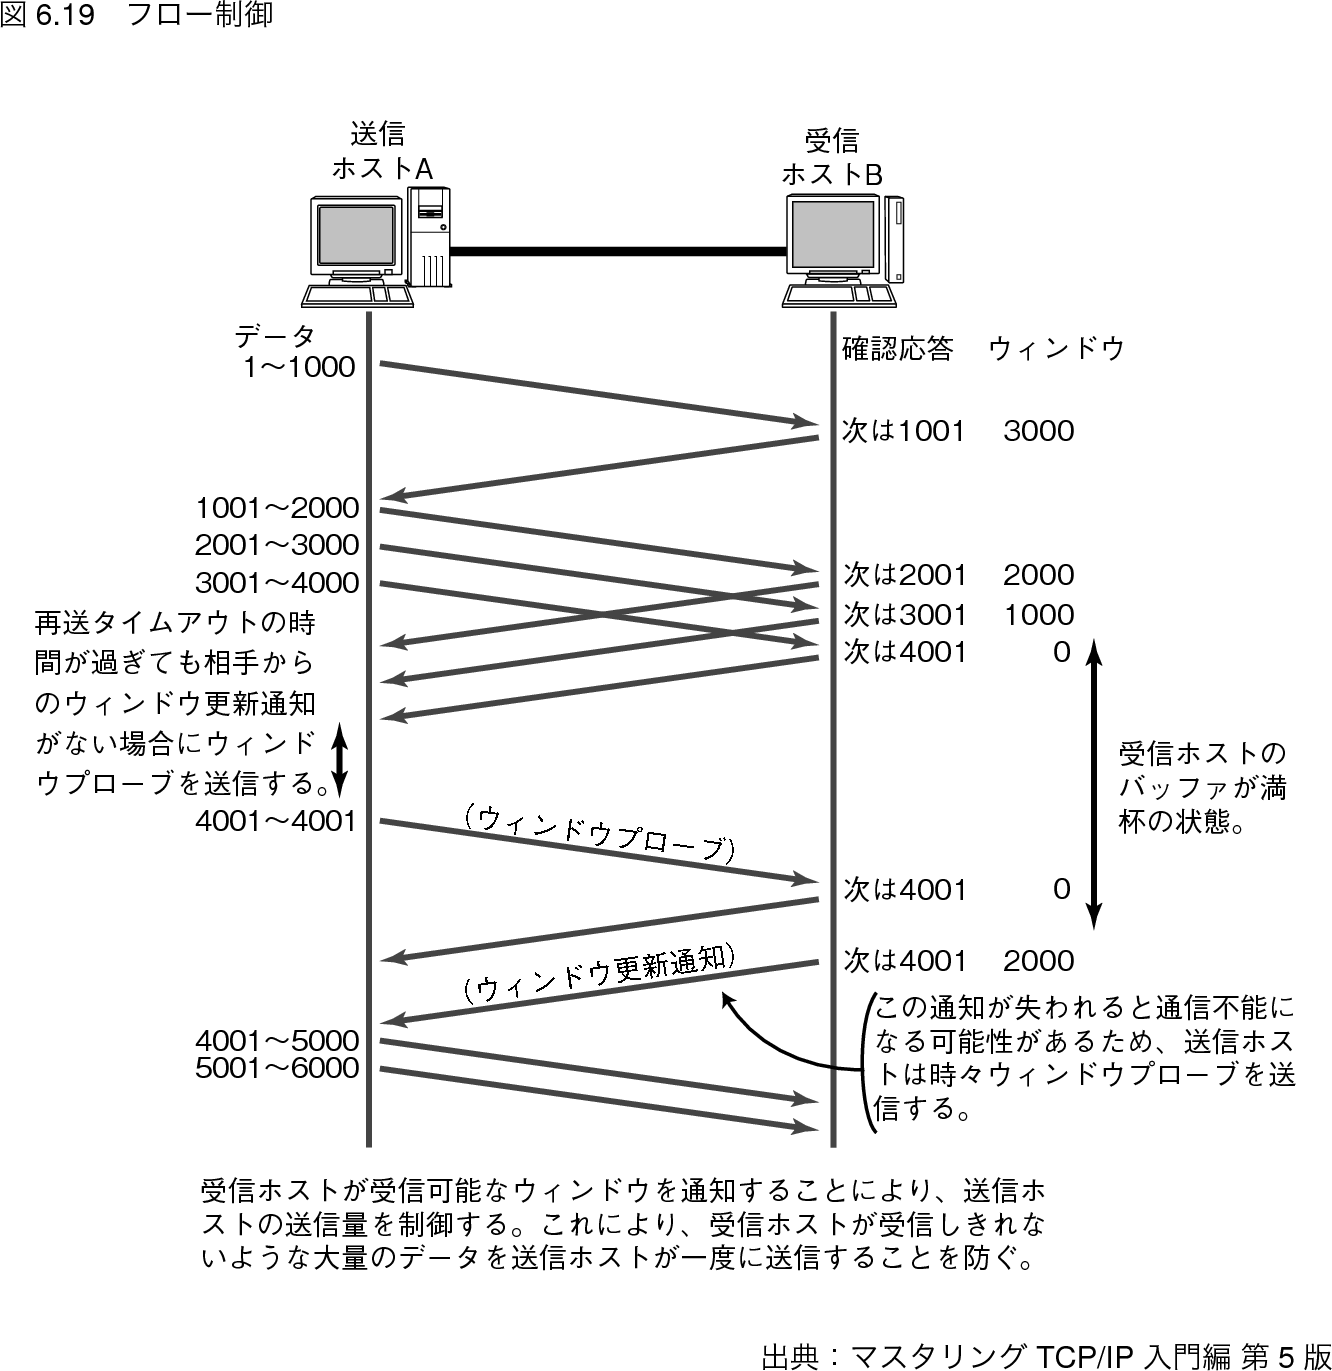 図 6.19　フロー制御
送信
ホストA
受信
ホストB
データ
1〜1000
確認応答　ウィンドウ
次は1001　3000
1001〜2000
2001〜3000
3001〜4000
次は2001　2000
次は3001　1000
次は4001　0
再送タイムアウトの時
間が過ぎても相手から
のウィンドウ更新通知
がない場合にウィンド
ウプローブを送信する。
受信ホストの
バッファが満
杯の状態。
4001〜4001
（ウィンドウプローブ）
次は4001　0
次は4001　2000
（ウィンドウ更新通知）
この通知が失われると通信不能に
なる可能性があるため、送信ホス
トは時々ウィンドウプローブを送
信する。
4001〜5000
5001〜6000
受信ホストが受信可能なウィンドウを通知することにより、送信ホ
ストの送信量を制御する。これにより、受信ホストが受信しきれな
いような大量のデータを送信ホストが一度に送信することを防ぐ。
出典：マスタリング TCP/IP 入門編 第 5 版